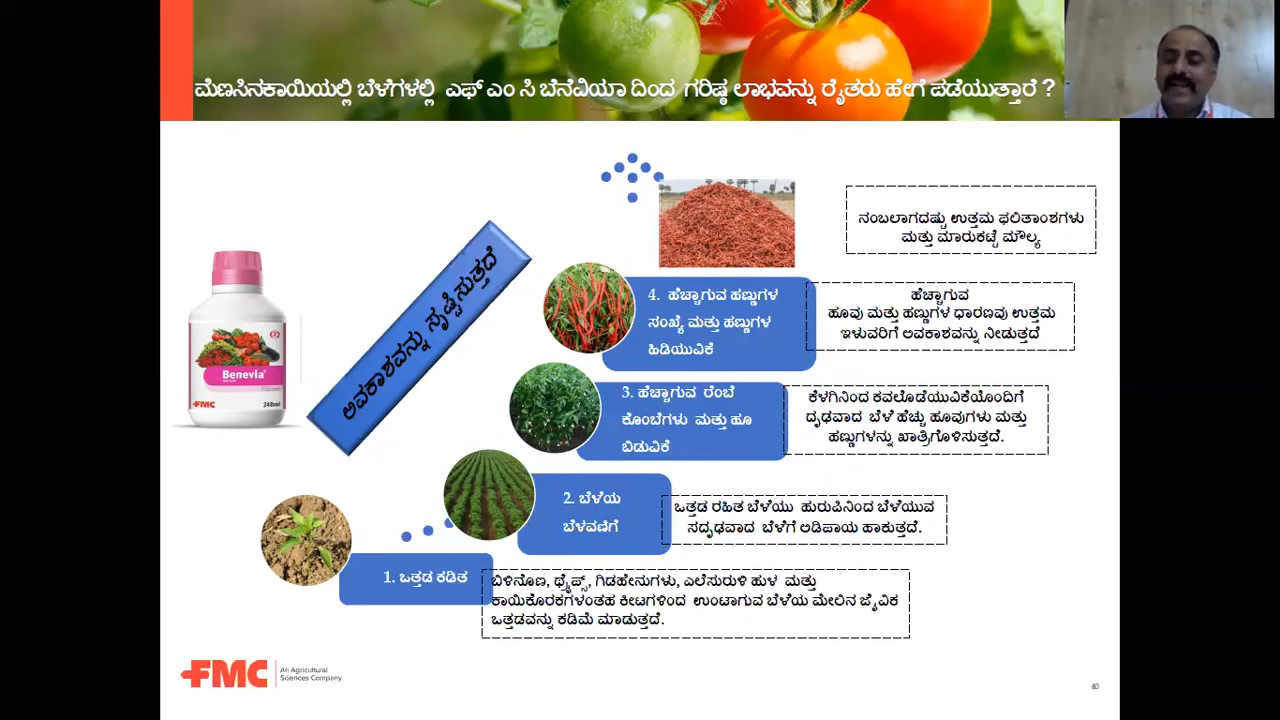 ಮೆಣಸಿನಕಾಯಿಯಲ್ಲಿ ಬೆಳೆಗಳಲ್ಲಿ ಎಫ್ ಎಂ ಸಿ ಬೆನೆವಿಯಾ ದಿಂದ ಗರಿಷ್ಠ ಲಾಭವನ್ನು ರೈತರು ಹೇಗೆ ಪಡೆಯುತ್ತಾರೆ ?
ನಂಬಲಾಗದಷ್ಟು ಉತ್ತಮ ಫಲಿತಾಂಶಗಳು
ಮತ್ತು ಮಾರುಕಟ್ಟೆ ಮೌಲ್ಯ
ಅವಕಾಶವನ್ನು ಸೃಷ್ಟಿಸುತ್ತದೆ
4. ಹೆಚ್ಚಾಗುವ ಹಣ್ಣುಗಳ
ಸಂಖ್ಯೆ ಮತ್ತು ಹಣ್ಣುಗಳ
ಹಿಡಿಯುವಿಕೆ
ಹೆಚ್ಚಾಗುವ
ಹೂವು ಮತ್ತು ಹಣ್ಣುಗಳ ಧಾರಣವು ಉತ್ತಮ
ಇಳುವರಿಗೆ ಅವಕಾಶವನ್ನು ನೀಡುತ್ತದೆ
3. ಹೆಚ್ಚಾಗುವ ರೆಂಬೆ
ಕೊಂಬೆಗಳು ಮತ್ತು ಹೂ
ಬಿಡುವಿಕೆ
ಕೆಳಗಿನಿಂದ ಕವಲೊಡೆಯುವಿಕೆಯೊಂದಿಗೆ
ದೃಢವಾದ ಬೆಳೆ ಹೆಚ್ಚು ಹೂವುಗಳು ಮತ್ತು
ಹಣ್ಣುಗಳನ್ನು ಖಾತ್ರಿಗೊಳಿಸುತ್ತದೆ.
Benevia®
FMC
240ml
2. ಬೆಳೆಯ
ಬೆಳವಣಿಗೆ
ಒತ್ತಡ ರಹಿತ ಬೆಳೆಯು ಹುರುಪಿನಿಂದ ಬೆಳೆಯುವ
ಸದೃಢವಾದ ಬೆಳೆಗೆ ಅಡಿಪಾಯ ಹಾಕುತ್ತದೆ.
1. ಒತ್ತಡ ಕಡಿತ
ಬಿಳಿನೊಣ, ಥ್ರೈಪ್ಸ್, ಗಿಡಹೇನುಗಳು, ಎಲೆಸುರುಳಿ ಹುಳ ಮತ್ತು
ಕಾಯಿಕೊರಕಗಳಂತಹ ಕೀಟಗಳಿಂದ ಉಂಟಾಗುವ ಬೆಳೆಯ ಮೇಲಿನ ಜೈವಿಕ
ಒತ್ತಡವನ್ನು ಕಡಿಮೆ ಮಾಡುತ್ತದೆ.
FMC
An Agricultural
Sciences Company
40